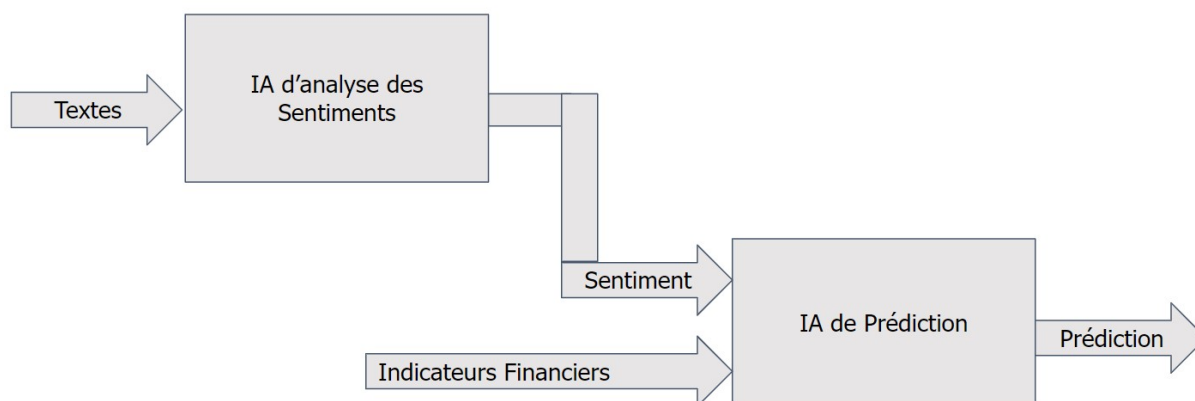 Textes
IA d’analyse des
Sentiments
Sentiment
Indicateurs Financiers
IA de Prédiction
Prédiction